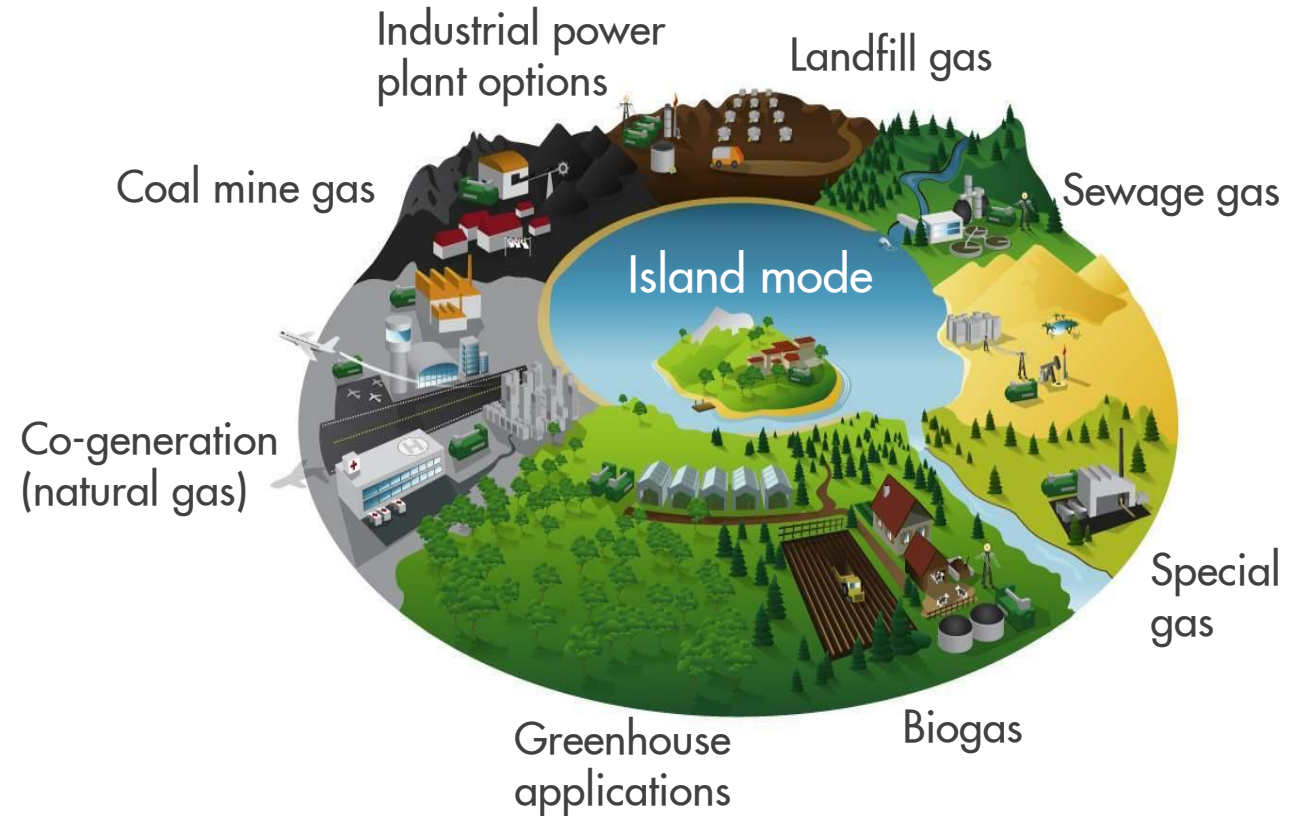 Industrial power
plant options
Landfill gas
Coal mine gas
Sewage gas
Island mode
Co-generation
(natural gas)
Special
gas
Greenhouse
applications
Biogas
H